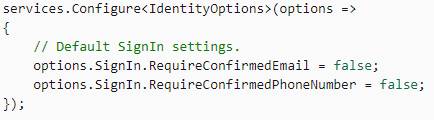 services.Configure<IdentityOptions>(options =>
{
    // Default SignIn settings.
    options.SignIn.RequireConfirmedEmail = false;
    options.SignIn.RequireConfirmedPhoneNumber = false;
});